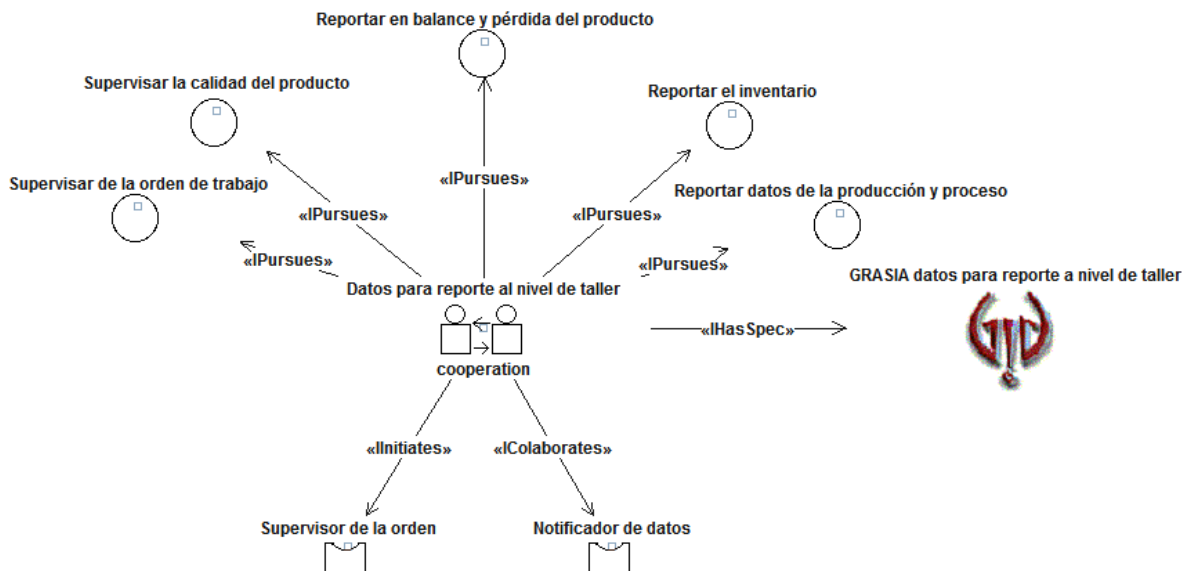 Reportar en balance y pérdida del producto
Supervisar la calidad del producto
Reportar el inventario
Supervisar de la orden de trabajo
«IPursues»
Reportar datos de la producción y proceso
«IPursues»
«IPursues»
«IPursues»
«IPursues»
GRASIA datos para reporte a nivel de taller
Datos para reporte al nivel de taller
«IHasSpec»
cooperation
«IInitiates»
«IColaborates»
Supervisor de la orden
Notificador de datos